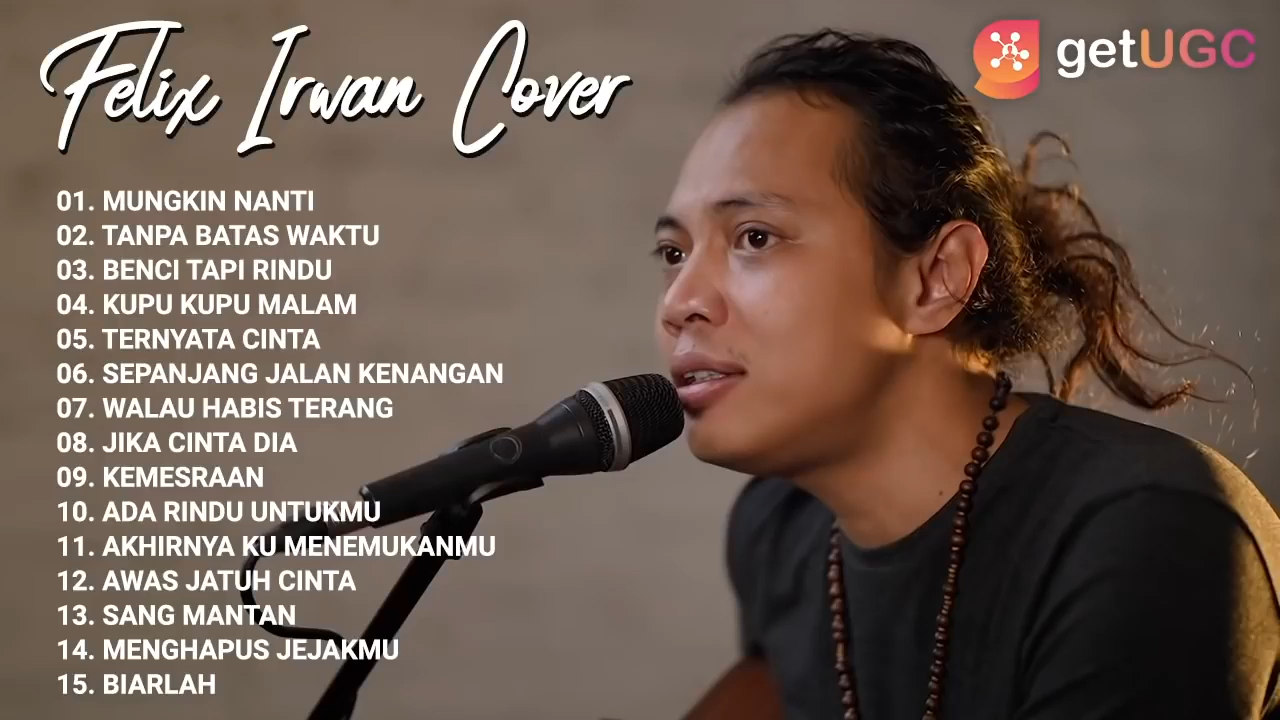 Felix Irwan Cover
getUGC
01. MUNGKIN NANTI
02. TANPA BATAS WAKTU
03. BENCI TAPI RINDU
04. KUPU KUPU MALAM
05. TERNYATA CINTA
06. SEPANJANG JALAN KENANGAN
07. WALAU HABIS TERANG
08. JIKA CINTA DIA
09. KEMESRAAN
10. ADA RINDU UNTUKMU
11. AKHIRNYA KU MENEMUKANMU
12. AWAS JATUH CINTA
13. SANG MANTAN
14. MENGHAPUS JEJAKMU
15. BIARLAH